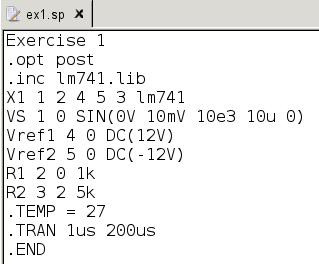 ex1.sp
Exercise 1
.opt post
.inc lm741.lib
X1 1 2 4 5 3 lm741
VS 1 0 SIN(0V 10mV 10e3 10u 0)
Vref1 4 0 DC(12V)
Vref2 5 0 DC(-12V)
R1 2 0 1k
R2 3 2 5k
.TEMP = 27
.TRAN 1us 200us
.END